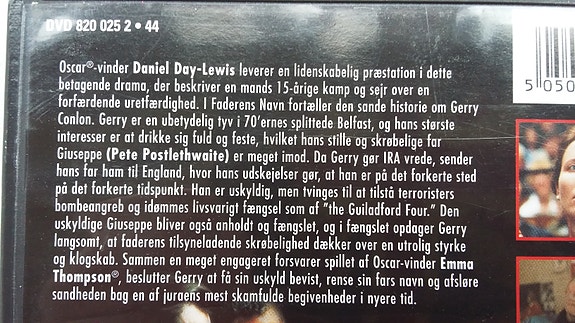 DVD 820 025 2 • 44
Oscar®-vinder Daniel Day-Lewis leverer en lidenskabelig præstation i dette
betagende drama, der beskriver en mands 15-årige kamp og sejr over en
forfærdende uretfærdighed. I Faderens Navn fortæller den sande historie om Gerry
Conlon. Gerry er en ubetydelig tyv i 70'ernes splittede Belfast, og hans største
interesser er at drikke sig fuld og feste, hvilket hans stille og skrøbelige far
Giuseppe (Pete Postlethwaite) er meget imod. Da Gerry gør IRA vrede, sender
hans far ham til England, hvor hans udskejelser gør, at han er på det forkerte sted
på det forkerte tidspunkt. Han er uskyldig, men tvinges til at tilstå terroristers
bombeangreb og idømmes livsvarigt fængsel som af "the Guiladford Four." Den
uskyldige Giuseppe bliver også anholdt og fængslet, og i fængslet opdager Gerry
langsomt, at faderens tilsyneladende skrøbelighed dækker over en utrolig styrke
og klogskab. Sammen en meget engageret forsvarer spillet af Oscar-vinder Emma
Thompson®, beslutter Gerry at få sin uskyld bevist, rense sin fars navn og afsløre
sandheden bag en af juraens mest skamfulde begivenheder i nyere tid.
5 050